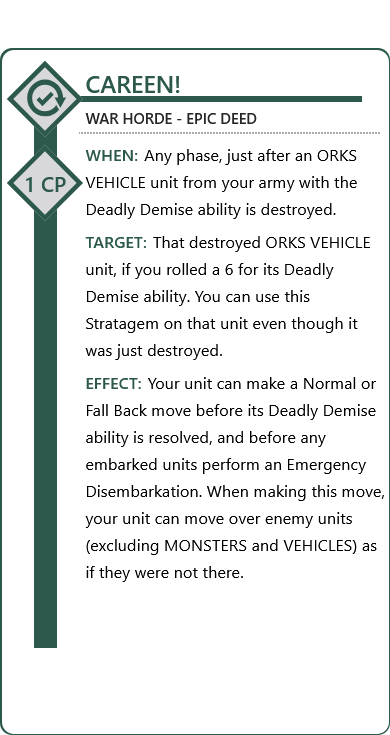 CAREEN!
WAR HORDE - EPIC DEED
WHEN: Any phase, just after an ORKS
1 CP
VEHICLE unit from your army with the
Deadly Demise ability is destroyed.
TARGET: That destroyed ORKS VEHICLE
unit, if you rolled a 6 for its Deadly
Demise ability. You can use this
Stratagem on that unit even though it
was just destroyed.
EFFECT: Your unit can make a Normal or
Fall Back move before its Deadly Demise
ability is resolved, and before any
embarked units perform an Emergency
Disembarkation. When making this move,
your unit can move over enemy units
(excluding MONSTERS and VEHICLES) as
if they were not there.